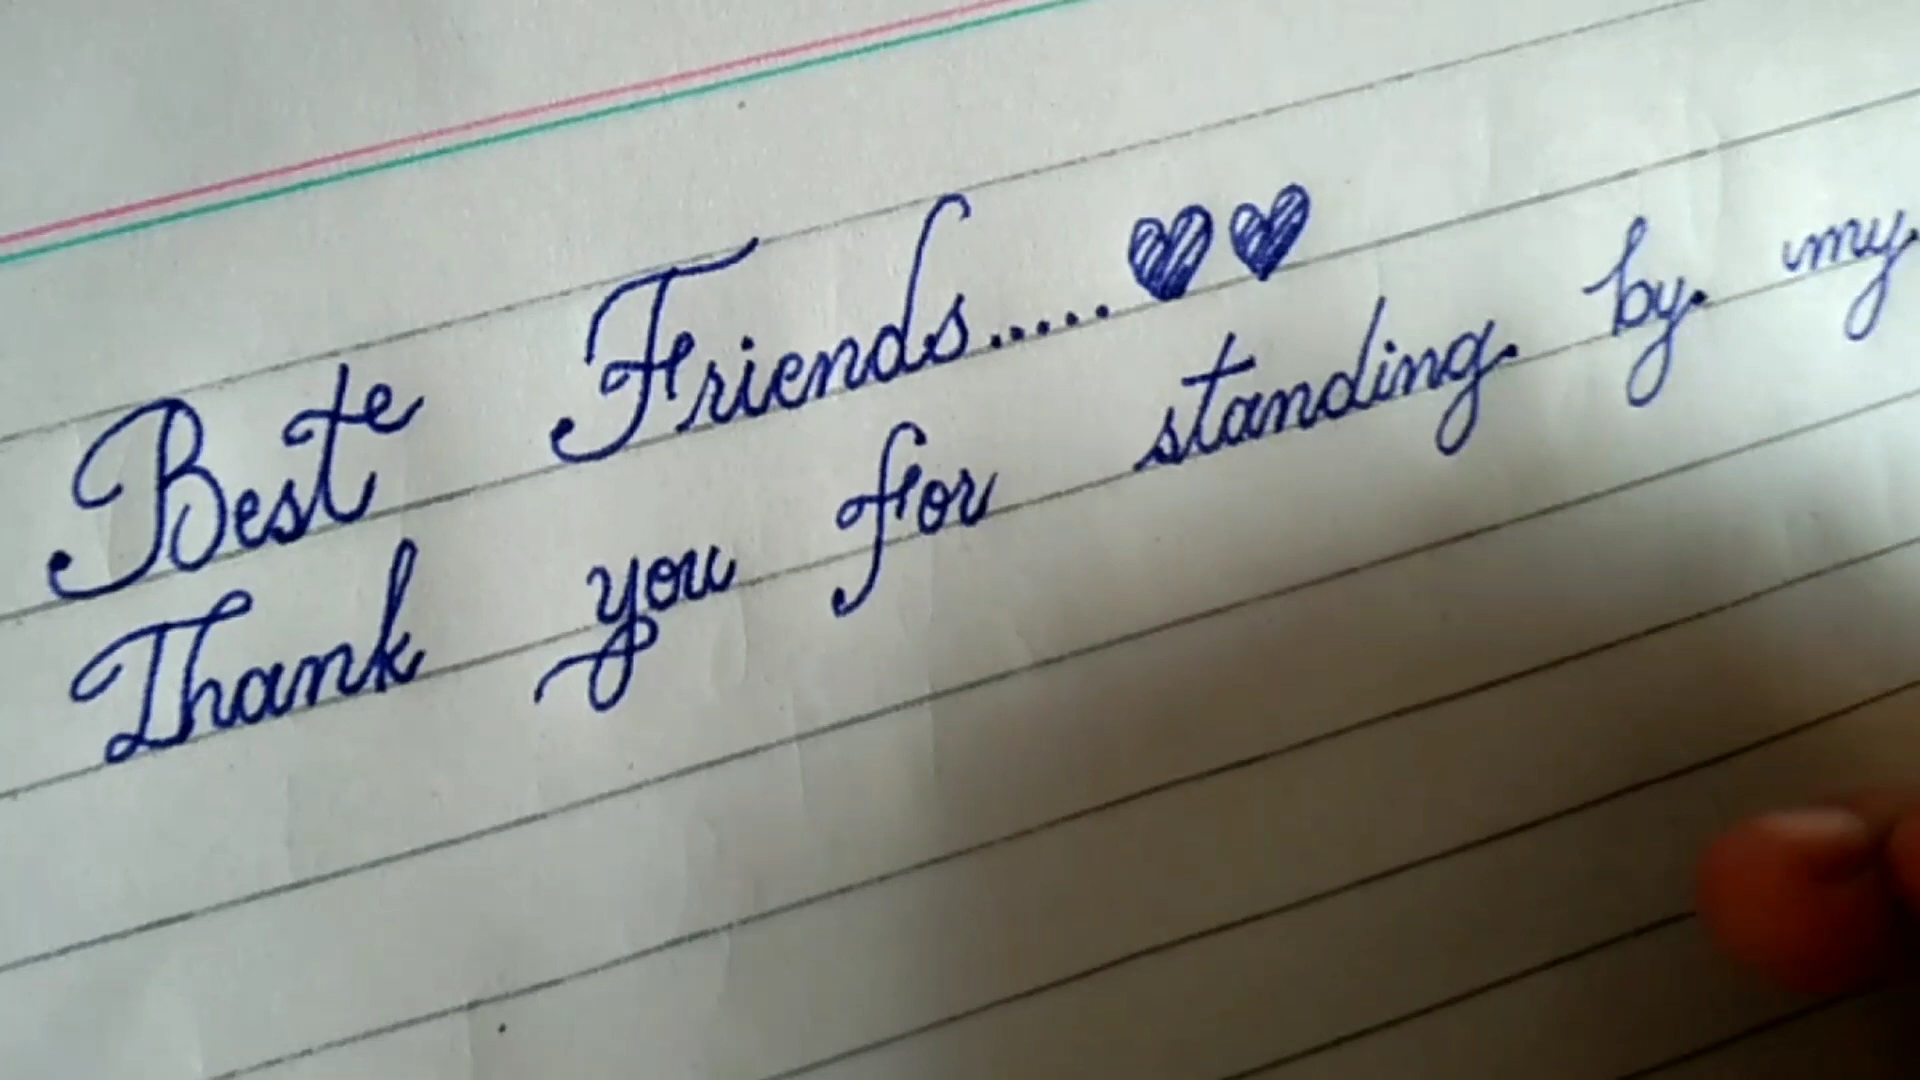 Best Friends.....♥♥
Thank you for standing by my